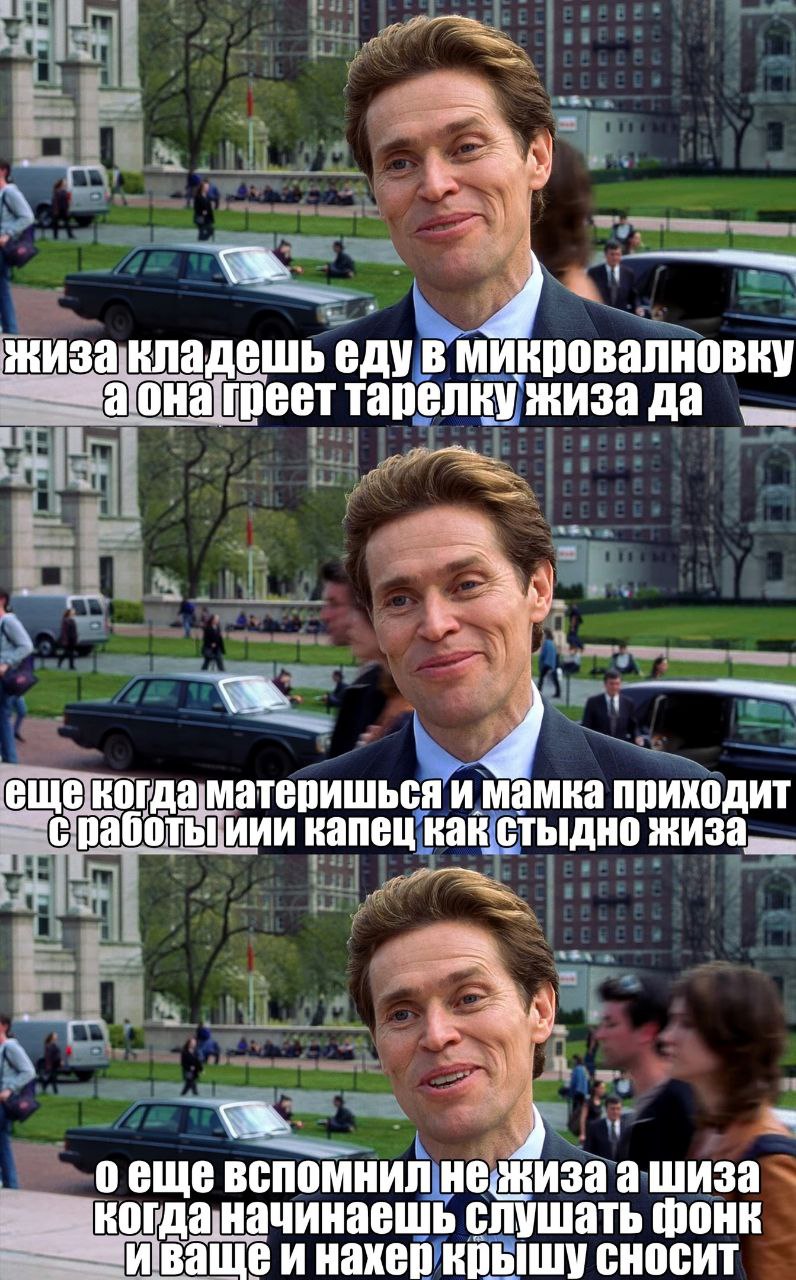 жиза кладешь еду в микровалновку
а она греет тарелку жиза да
еще когда материшься и мамка приходит
с работы иии капец как стыдно жиза
о еще вспомнил не жиза а шиза
когда начинаешь слушать фонк
и ваще и нахер крышу сносит